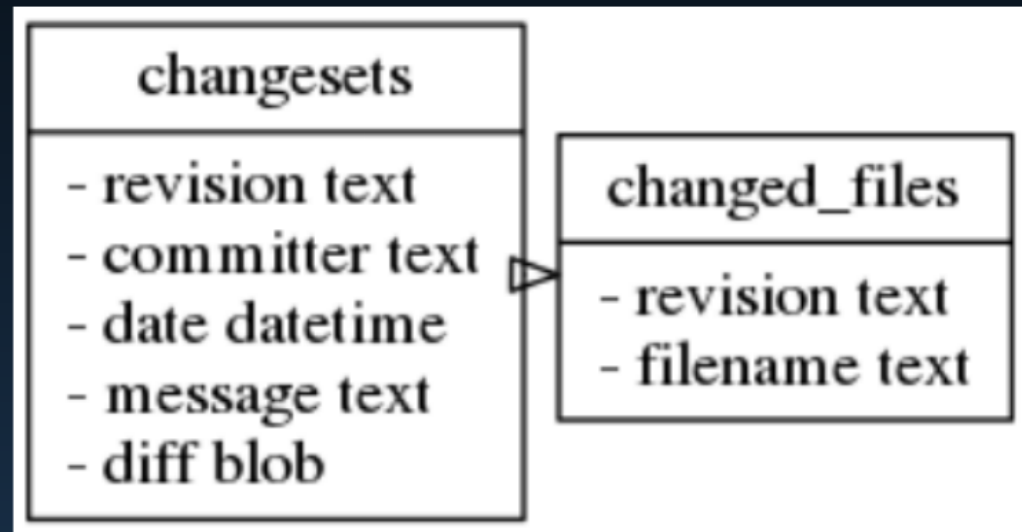 changesets
- revision text
- committer text
- date datetime
- message text
- diff blob
changed_files
- revision text
- filename text